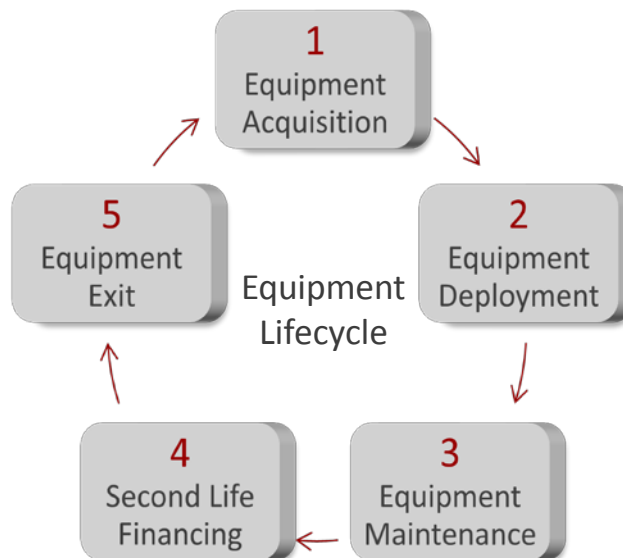 1
Equipment
Acquisition
2
Equipment
Deployment
3
Equipment
Maintenance
4
Second Life
Financing
5
Equipment
Exit
Equipment
Lifecycle